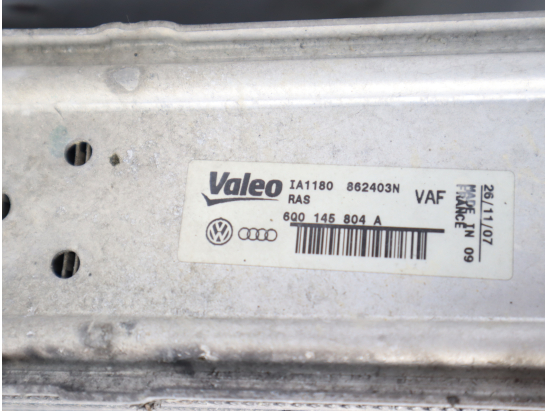 Valeo IA1180 862403N
RAS
6Q0 145 804 A
VAF
26/11/07
MADE IN 09
FRANCE